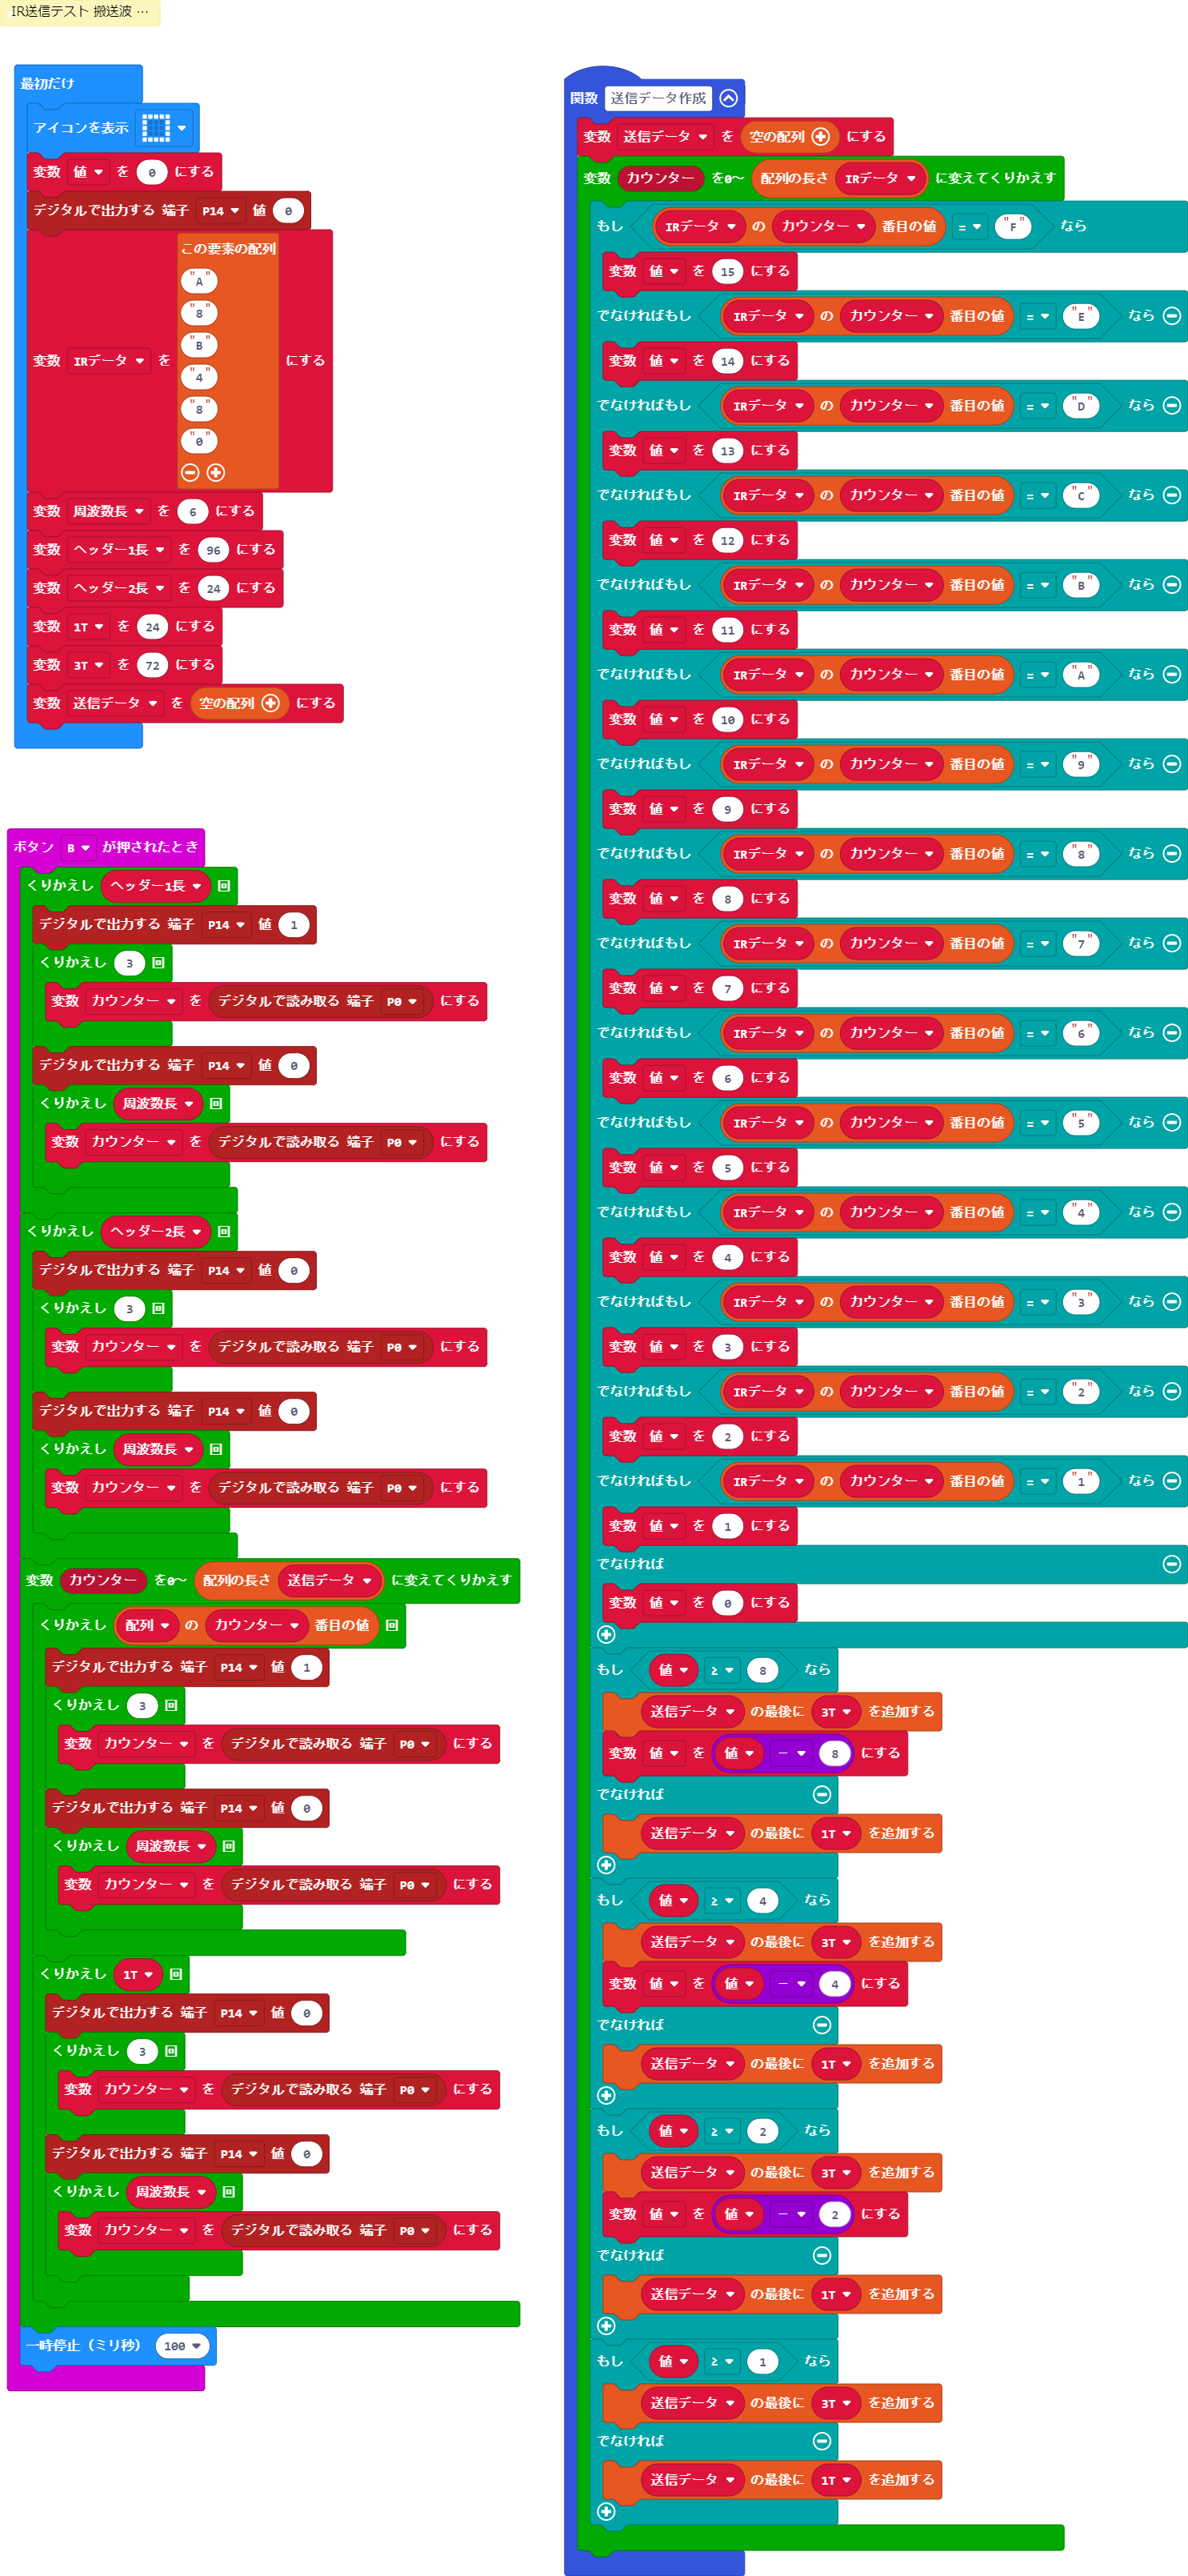 IR送信テスト 搬送波 …
最初だけ
アイコンを表示
変数 値 を 0 にする
デジタルで出力する 端子 P14 値 0
変数 IRデータ を この要素の配列 にする
"A"
"8"
"B"
"4"
"8"
"0"
変数 周波数長 を 6 にする
変数 ヘッダー1長 を 96 にする
変数 ヘッダー2長 を 24 にする
変数 1T を 24 にする
変数 3T を 72 にする
変数 送信データ を 空の配列 にする
ボタン B が押されたとき
くりかえし ヘッダー1長 回
デジタルで出力する 端子 P14 値 1
くりかえし 3 回
変数 カウンター を デジタルで読み取る 端子 P0 にする
デジタルで出力する 端子 P14 値 0
くりかえし 周波数長 回
変数 カウンター を デジタルで読み取る 端子 P0 にする
くりかえし ヘッダー2長 回
デジタルで出力する 端子 P14 値 0
くりかえし 3 回
変数 カウンター を デジタルで読み取る 端子 P0 にする
デジタルで出力する 端子 P14 値 0
くりかえし 周波数長 回
変数 カウンター を デジタルで読み取る 端子 P0 にする
変数 カウンター を0~ 配列の長さ 送信データ に変えてくりかえす
くりかえし 配列 の カウンター 番目の値 回
デジタルで出力する 端子 P14 値 1
くりかえし 3 回
変数 カウンター を デジタルで読み取る 端子 P0 にする
デジタルで出力する 端子 P14 値 0
くりかえし 周波数長 回
変数 カウンター を デジタルで読み取る 端子 P0 にする
くりかえし 1T 回
デジタルで出力する 端子 P14 値 0
くりかえし 3 回
変数 カウンター を デジタルで読み取る 端子 P0 にする
デジタルで出力する 端子 P14 値 0
くりかえし 周波数長 回
変数 カウンター を デジタルで読み取る 端子 P0 にする
一時停止（ミリ秒） 100
関数 送信データ作成
変数 送信データ を 空の配列 にする
変数 カウンター を0~ 配列の長さ IRデータ に変えてくりかえす
もし IRデータ の カウンター 番目の値 = "F" なら
変数 値 を 15 にする
でなければもし IRデータ の カウンター 番目の値 = "E" なら
変数 値 を 14 にする
でなければもし IRデータ の カウンター 番目の値 = "D" なら
変数 値 を 13 にする
でなければもし IRデータ の カウンター 番目の値 = "C" なら
変数 値 を 12 にする
でなければもし IRデータ の カウンター 番目の値 = "B" なら
変数 値 を 11 にする
でなければもし IRデータ の カウンター 番目の値 = "A" なら
変数 値 を 10 にする
でなければもし IRデータ の カウンター 番目の値 = "9" なら
変数 値 を 9 にする
でなければもし IRデータ の カウンター 番目の値 = "8" なら
変数 値 を 8 にする
でなければもし IRデータ の カウンター 番目の値 = "7" なら
変数 値 を 7 にする
でなければもし IRデータ の カウンター 番目の値 = "6" なら
変数 値 を 6 にする
でなければもし IRデータ の カウンター 番目の値 = "5" なら
変数 値 を 5 にする
でなければもし IRデータ の カウンター 番目の値 = "4" なら
変数 値 を 4 にする
でなければもし IRデータ の カウンター 番目の値 = "3" なら
変数 値 を 3 にする
でなければもし IRデータ の カウンター 番目の値 = "2" なら
変数 値 を 2 にする
でなければもし IRデータ の カウンター 番目の値 = "1" なら
変数 値 を 1 にする
でなければ
変数 値 を 0 にする
もし 値 ≥ 8 なら
送信データ の最後に 3T を追加する
変数 値 を 値 - 8 にする
でなければ
送信データ の最後に 1T を追加する
もし 値 ≥ 4 なら
送信データ の最後に 3T を追加する
変数 値 を 値 - 4 にする
でなければ
送信データ の最後に 1T を追加する
もし 値 ≥ 2 なら
送信データ の最後に 3T を追加する
変数 値 を 値 - 2 にする
でなければ
送信データ の最後に 1T を追加する
もし 値 ≥ 1 なら
送信データ の最後に 3T を追加する
でなければ
送信データ の最後に 1T を追加する